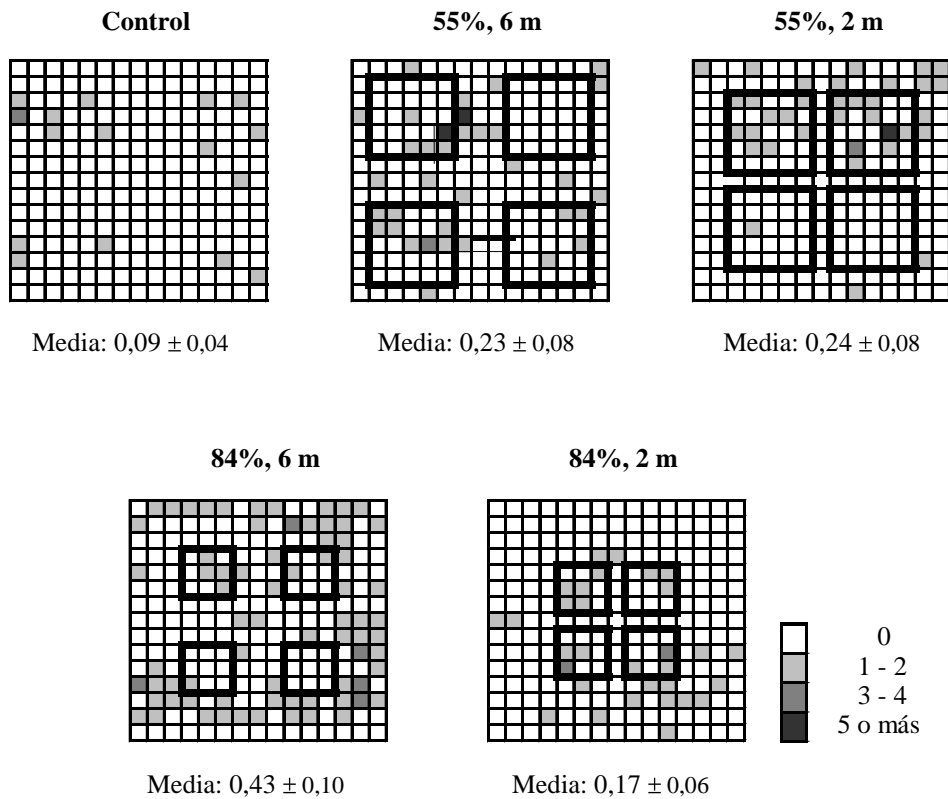 Control
55%, 6 m
55%, 2 m
Media: 0,09 ± 0,04
Media: 0,23 ± 0,08
Media: 0,24 ± 0,08
84%, 6 m
84%, 2 m
0
1 - 2
3 - 4
5 o más
Media: 0,43 ± 0,10
Media: 0,17 ± 0,06